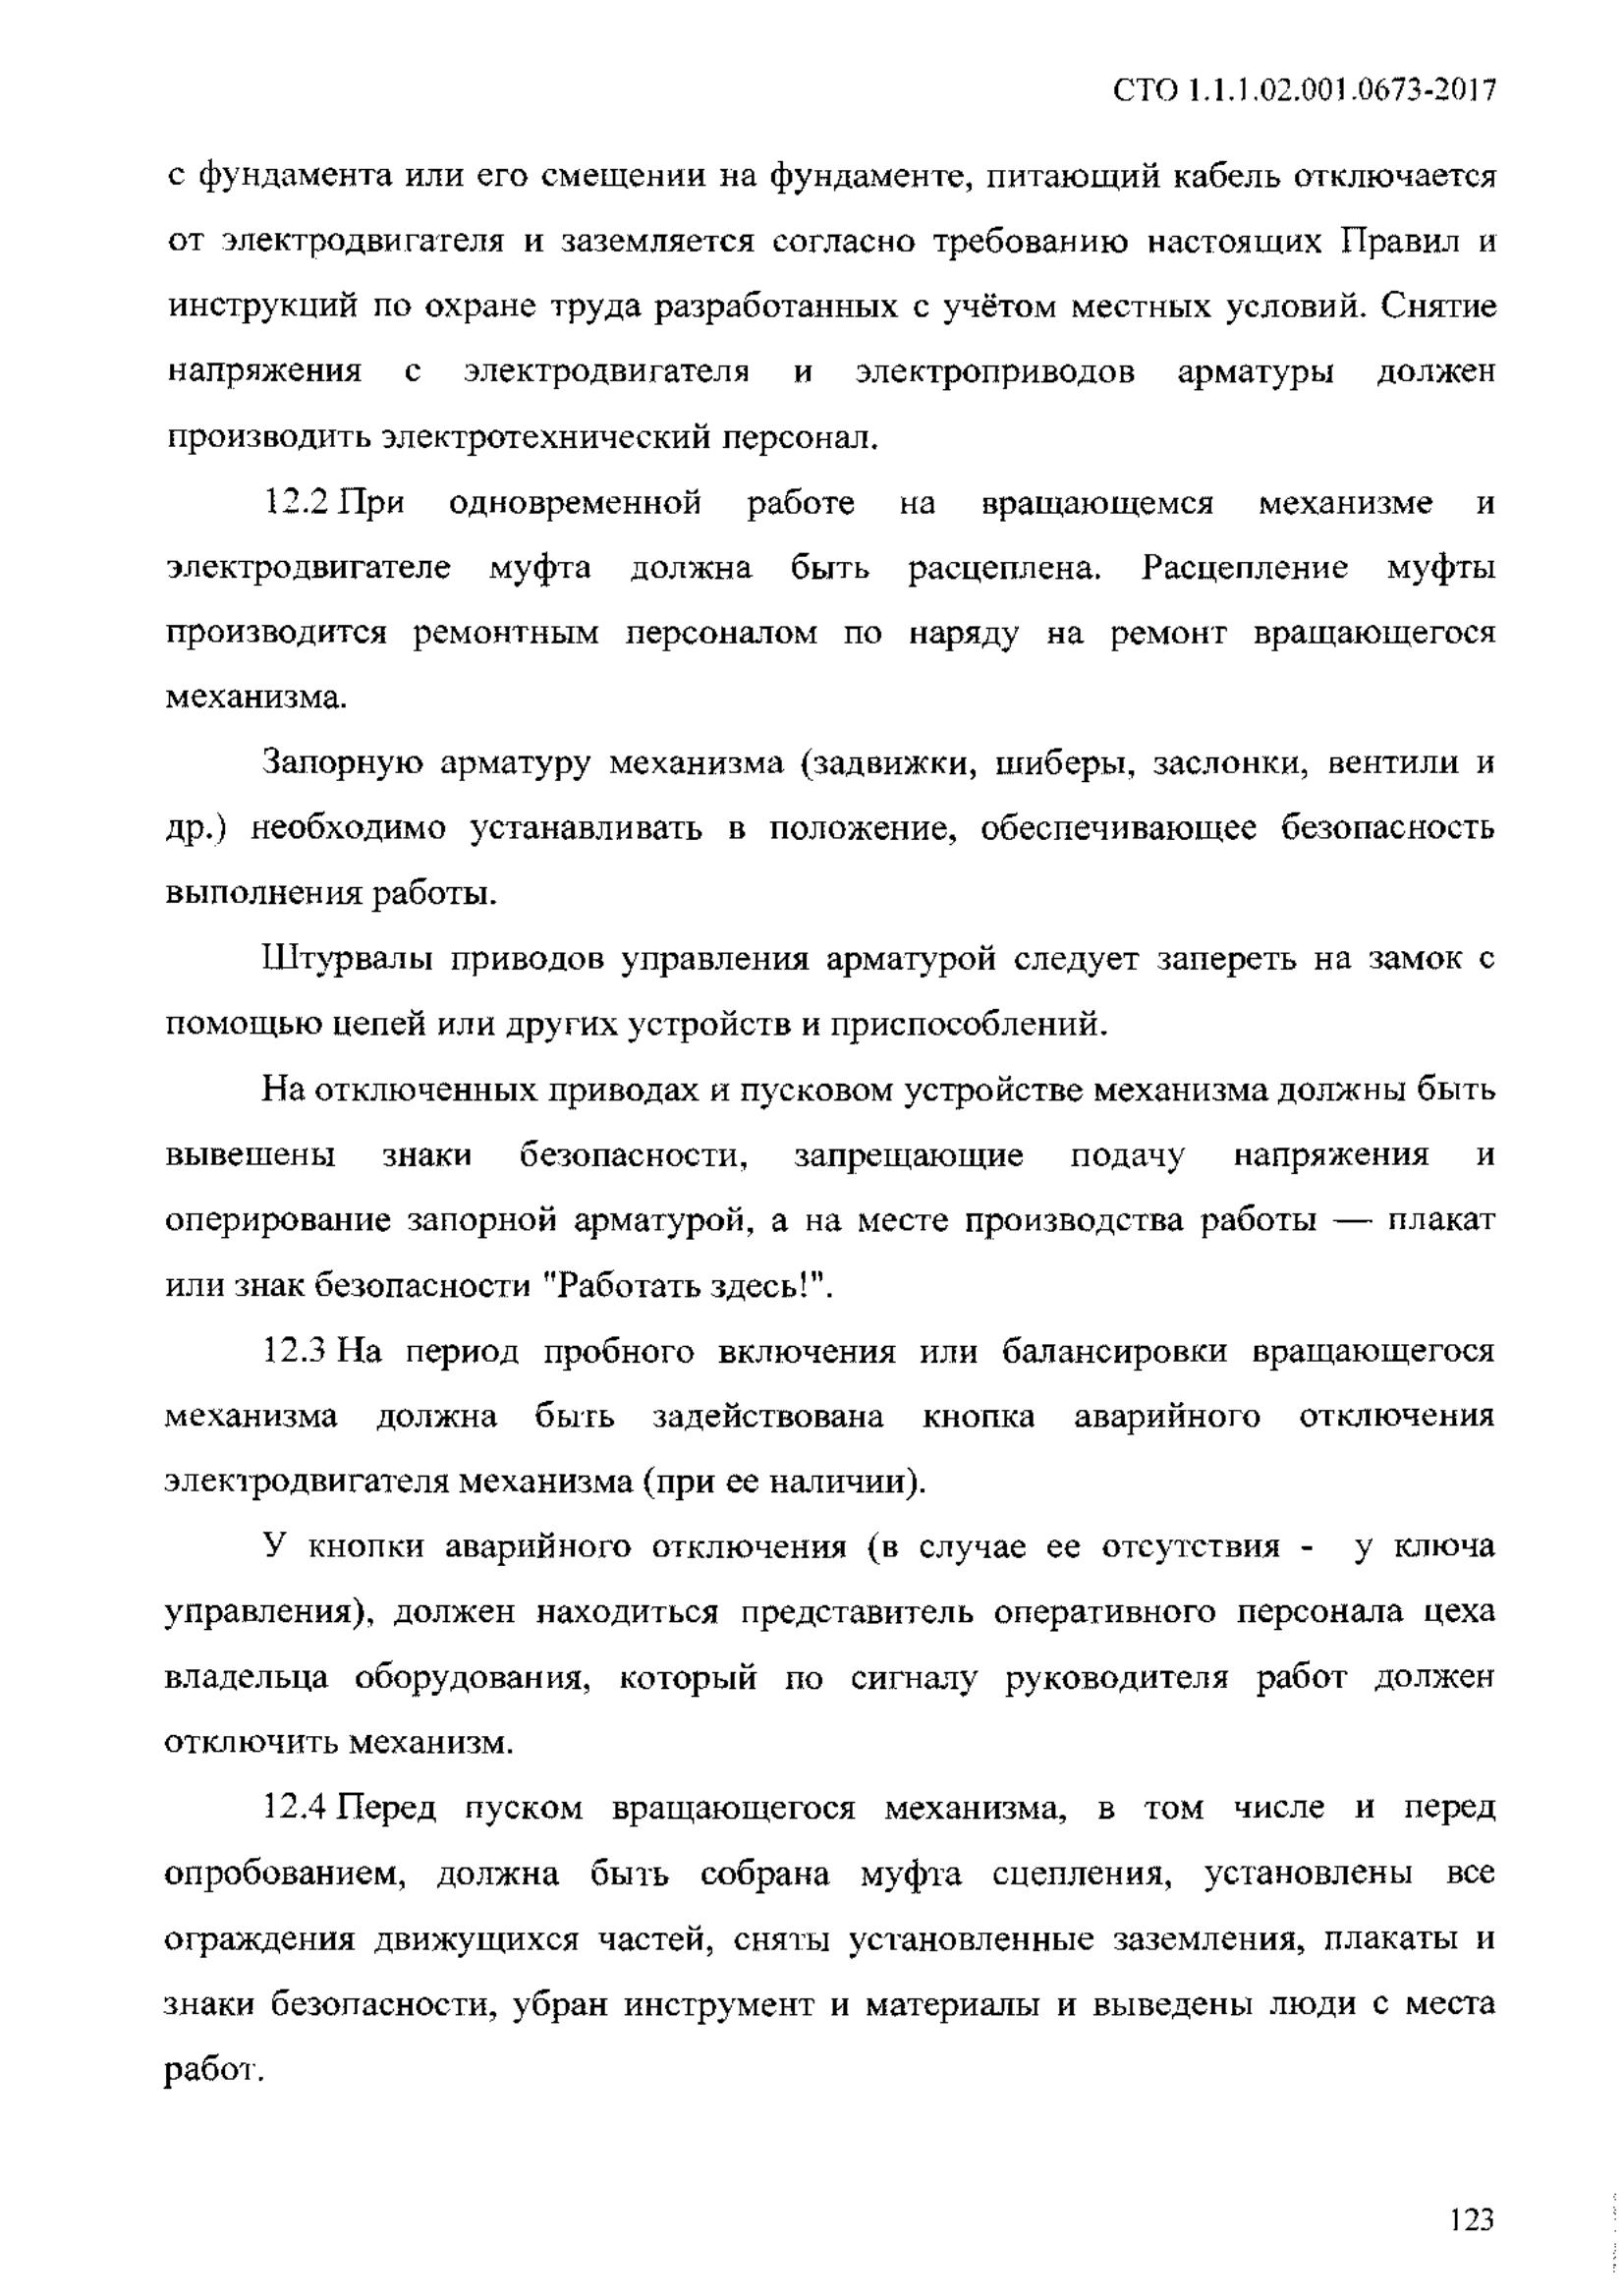 СТО 1.1.1.02.001.0673-2017
с фундамента или его смещении на фундаменте, питающий кабель отключается
от электродвигателя и заземляется согласно требованию настоящих Правил и
инструкций по охране труда разработанных с учётом местных условий. Снятие
напряжения с электродвигателя и электроприводов арматуры должен
производить электротехнический персонал.
12.2 При одновременной работе на вращающемся механизме и
электродвигателе муфта должна быть расцеплена. Расцепление муфты
производится ремонтным персоналом по наряду на ремонт вращающегося
механизма.
Запорную арматуру механизма (задвижки, шиберы, заслонки, вентили и
др.) необходимо устанавливать в положение, обеспечивающее безопасность
выполнения работы.
Штурвалы приводов управления арматурой следует запереть на замок с
помощью цепей или других устройств и приспособлений.
На отключенных приводах и пусковом устройстве механизма должны быть
вывешены знаки безопасности, запрещающие подачу напряжения и
оперирование запорной арматурой, а на месте производства работы — плакат
или знак безопасности "Работать здесь!".
12.3 На период пробного включения или балансировки вращающегося
механизма должна быть задействована кнопка аварийного отключения
электродвигателя механизма (при ее наличии).
У кнопки аварийного отключения (в случае ее отсутствия - у ключа
управления), должен находиться представитель оперативного персонала цеха
владельца оборудования, который по сигналу руководителя работ должен
отключить механизм.
12.4 Перед пуском вращающегося механизма, в том числе и перед
опробованием, должна быть собрана муфта сцепления, установлены все
ограждения движущихся частей, сняты установленные заземления, плакаты и
знаки безопасности, убран инструмент и материалы и выведены люди с места
работ.
123